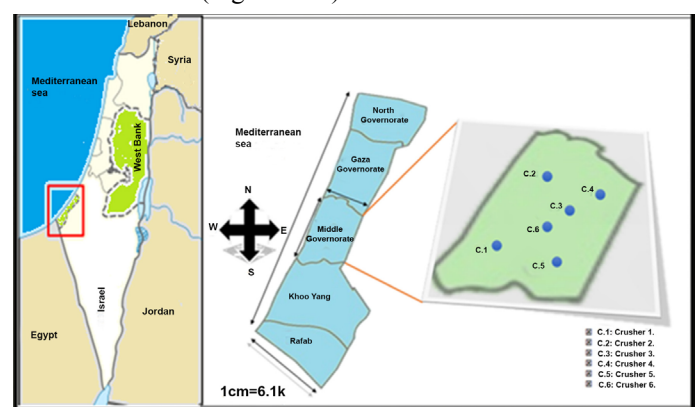 Lebanon
Syria
Mediterranean
sea
West Bank
Israel
Jordan
Egypt
Mediterranean
sea
N
W
E
S
North
Governorate
Gaza
Governorate
Middle
Governorate
Khoo Yang
Rafab
1cm=6.1k
C.2
C.4
C.3
C.6
C.1
C.5
C.1: Crusher 1.
C.2: Crusher 2.
C.3: Crusher 3.
C.4: Crusher 4.
C.5: Crusher 5.
C.6: Crusher 6.